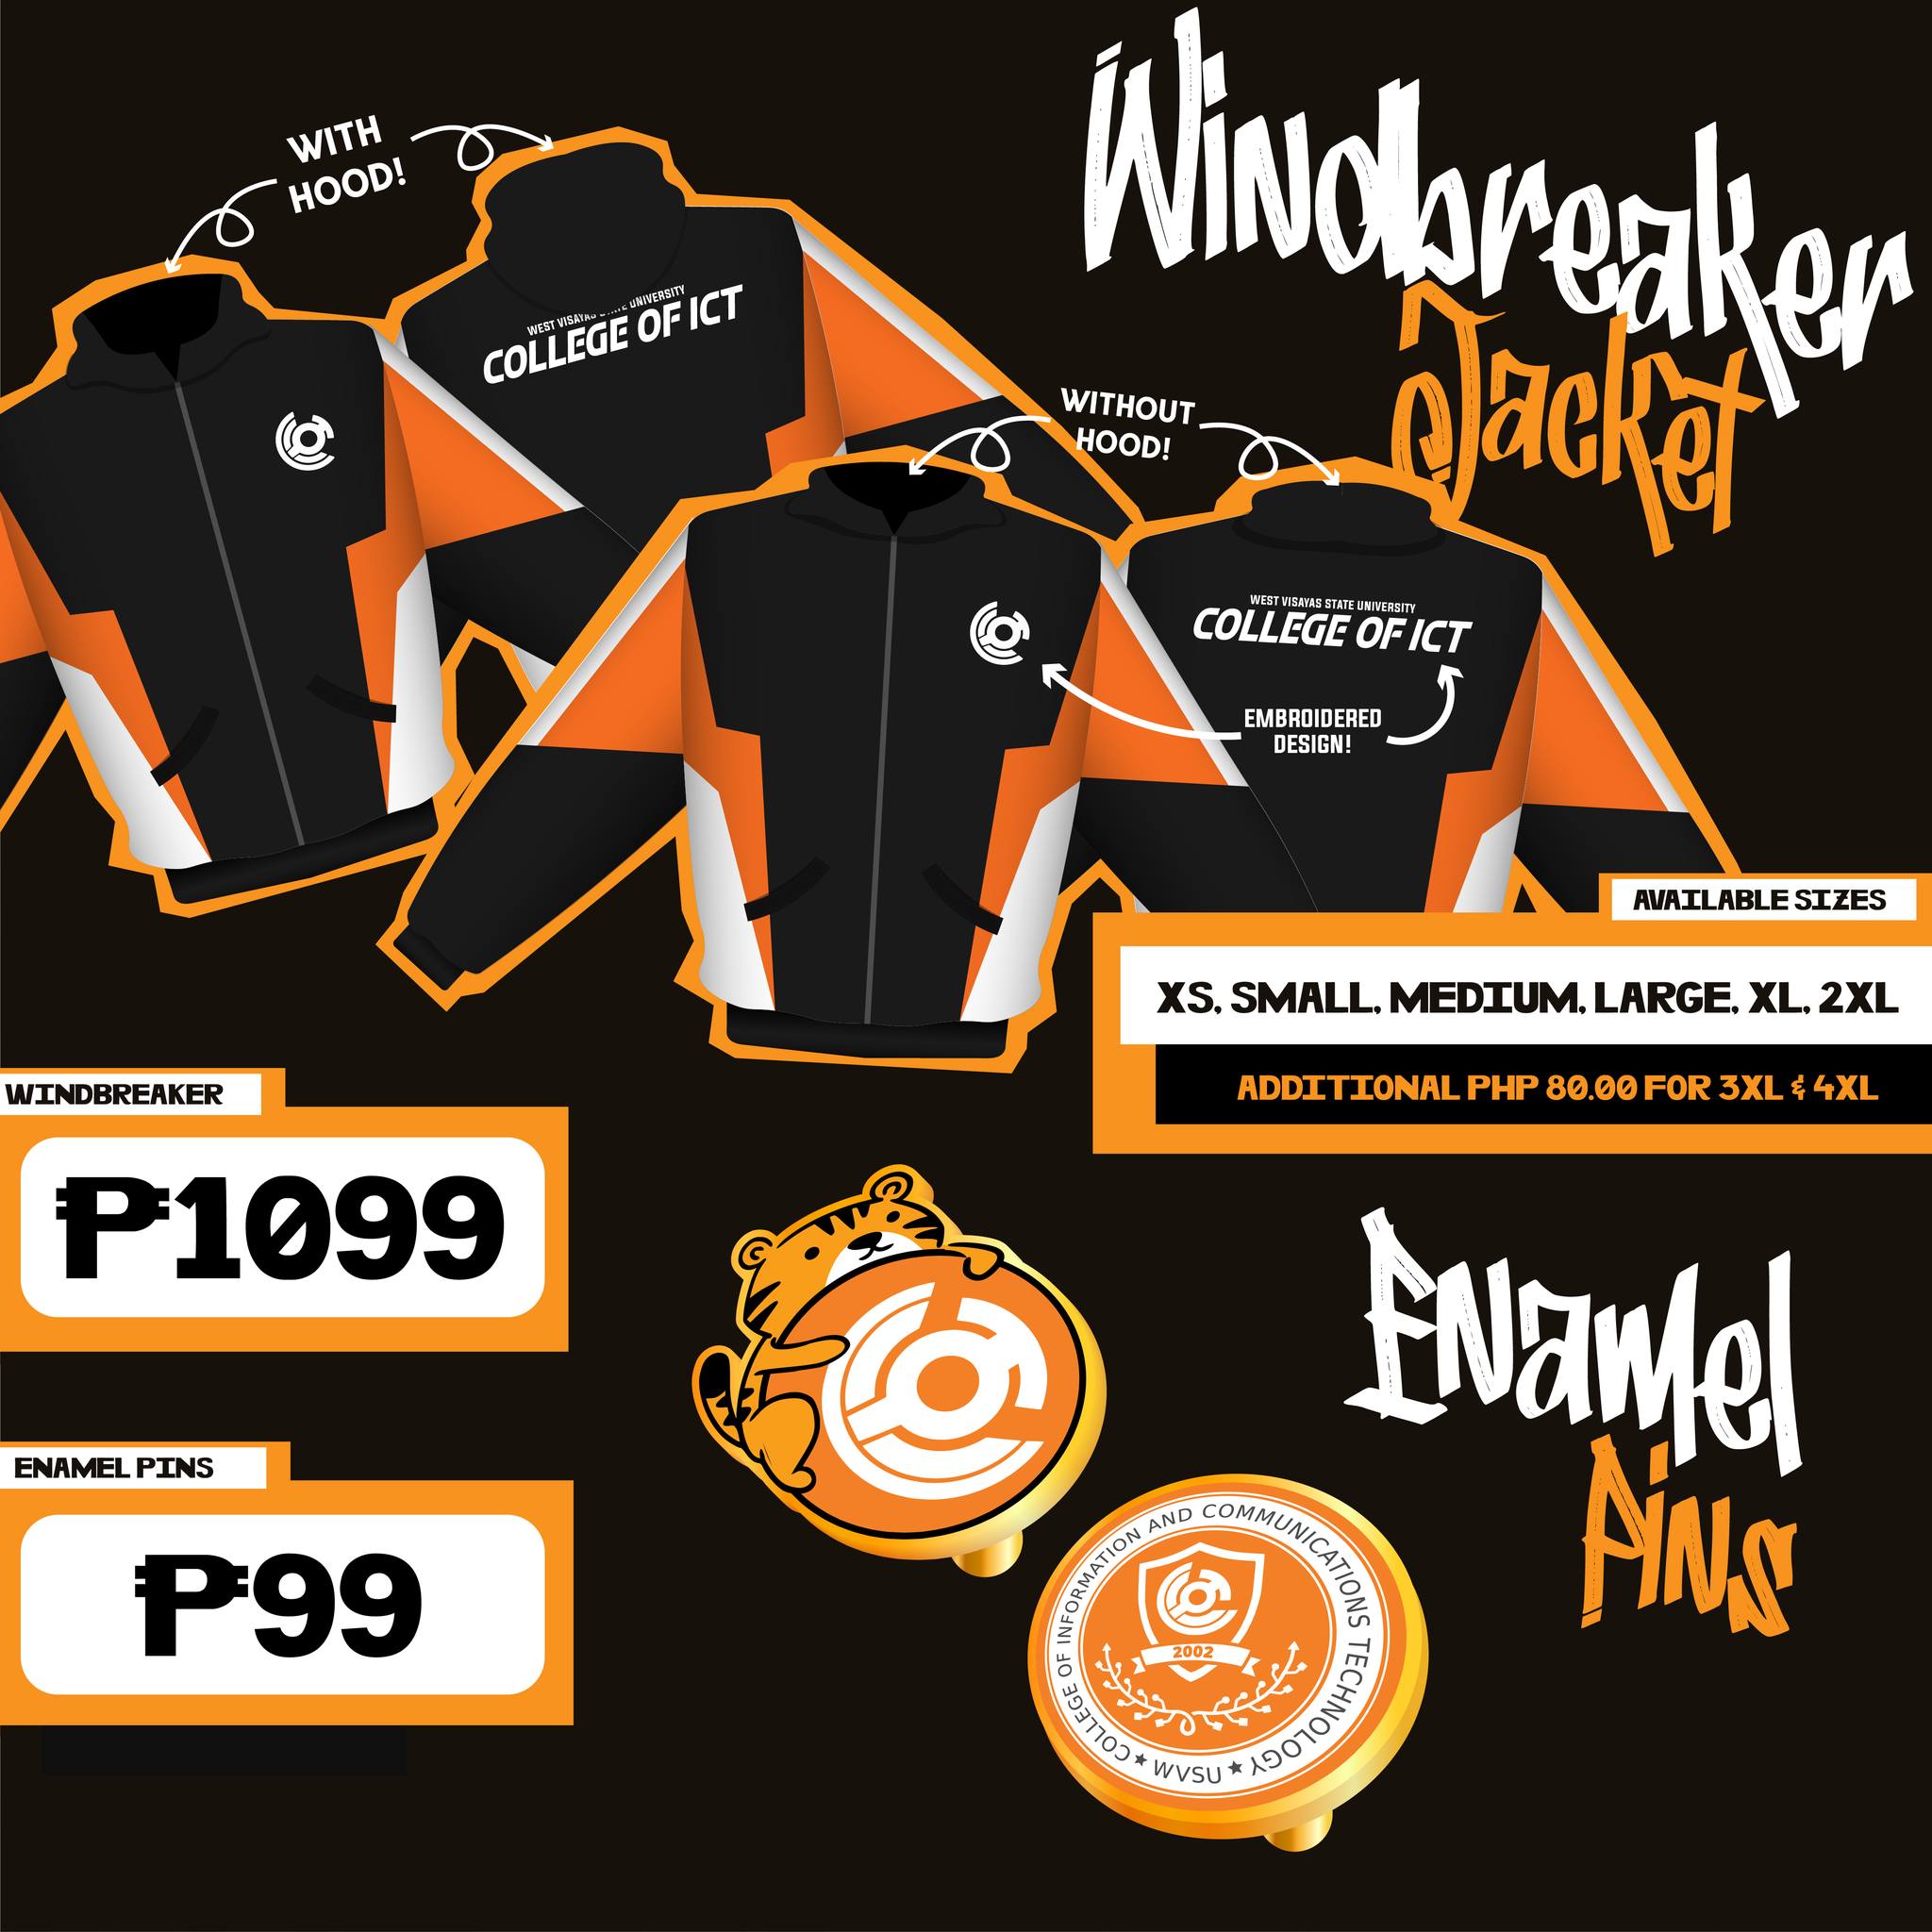 Windbreaker
Jacket
WITH
HOOD!
WEST VISAYAS STATE UNIVERSITY
COLLEGE OF ICT
WITHOUT
HOOD!
WEST VISAYAS STATE UNIVERSITY
COLLEGE OF ICT
EMBROIDERED
DESIGN!
AVAILABLE SIZES
XS, SMALL, MEDIUM, LARGE, XL, 2XL
ADDITIONAL PHP 80.00 FOR 3XL & 4XL
WINDBREAKER
₱1099
ENAMEL PINS
₱99
Enamel
Pins
COLLEGE OF INFORMATION AND COMMUNICATIONS TECHNOLOGY ★ WVSU ★
2002